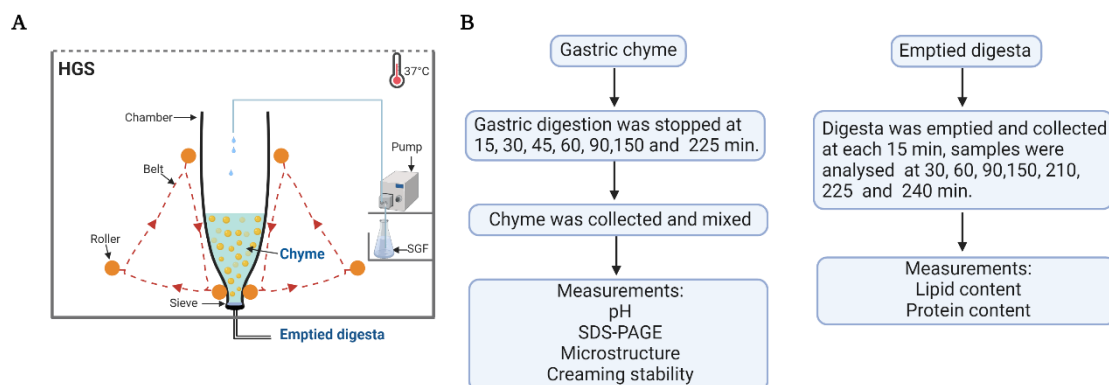 A
HGS
37°C
Chamber
Belt
Pump
Roller
Chyme
SGF
Sieve
Emptied digesta
B
Gastric chyme
Gastric digestion was stopped at
15, 30, 45, 60, 90,150 and 225 min.
Chyme was collected and mixed
Measurements:
pH
SDS-PAGE
Microstructure
Creaming stability
Emptied digesta
Digesta was emptied and collected
at each 15 min, samples were
analysed at 30, 60, 90,150, 210,
225 and 240 min.
Measurements:
Lipid content
Protein content